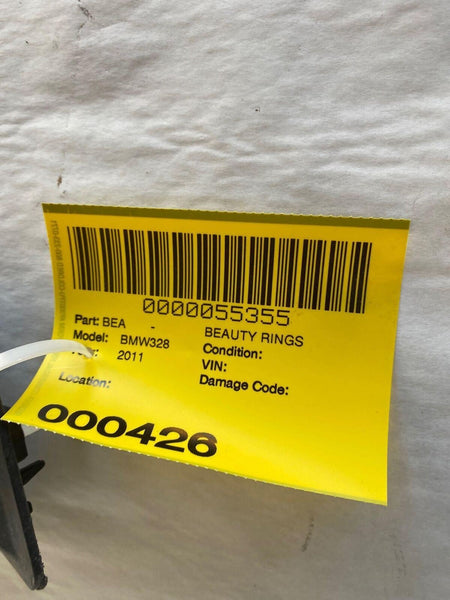 0000055355
Part: BEA - BEAUTY RINGS
Model: BMW328 Condition:
2011 VIN:
Location: Damage Code:
000426